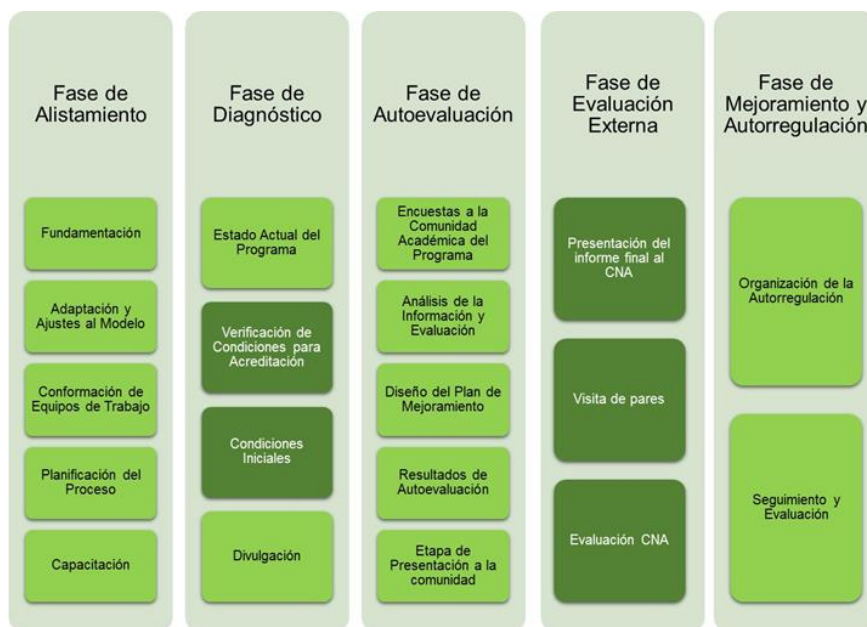 Fase de
Alistamiento
Fundamentación
Adaptación y
Ajustes al Modelo
Conformación de
Equipos de Trabajo
Planificación del
Proceso
Capacitación
Fase de
Diagnóstico
Estado Actual del
Programa
Verificación de
Condiciones para
Acreditación
Condiciones
Iniciales
Divulgación
Fase de
Autoevaluación
Encuestas a la
Comunidad
Académica del
Programa
Análisis de la
Información y
Evaluación
Diseño del Plan de
Mejoramiento
Resultados de
Autoevaluación
Etapa de
Presentación a la
comunidad
Fase de
Evaluación
Externa
Presentación del
informe final al
CNA
Visita de pares
Evaluación CNA
Fase de
Mejoramiento y
Autorregulación
Organización de la
Autorregulación
Seguimiento y
Evaluación